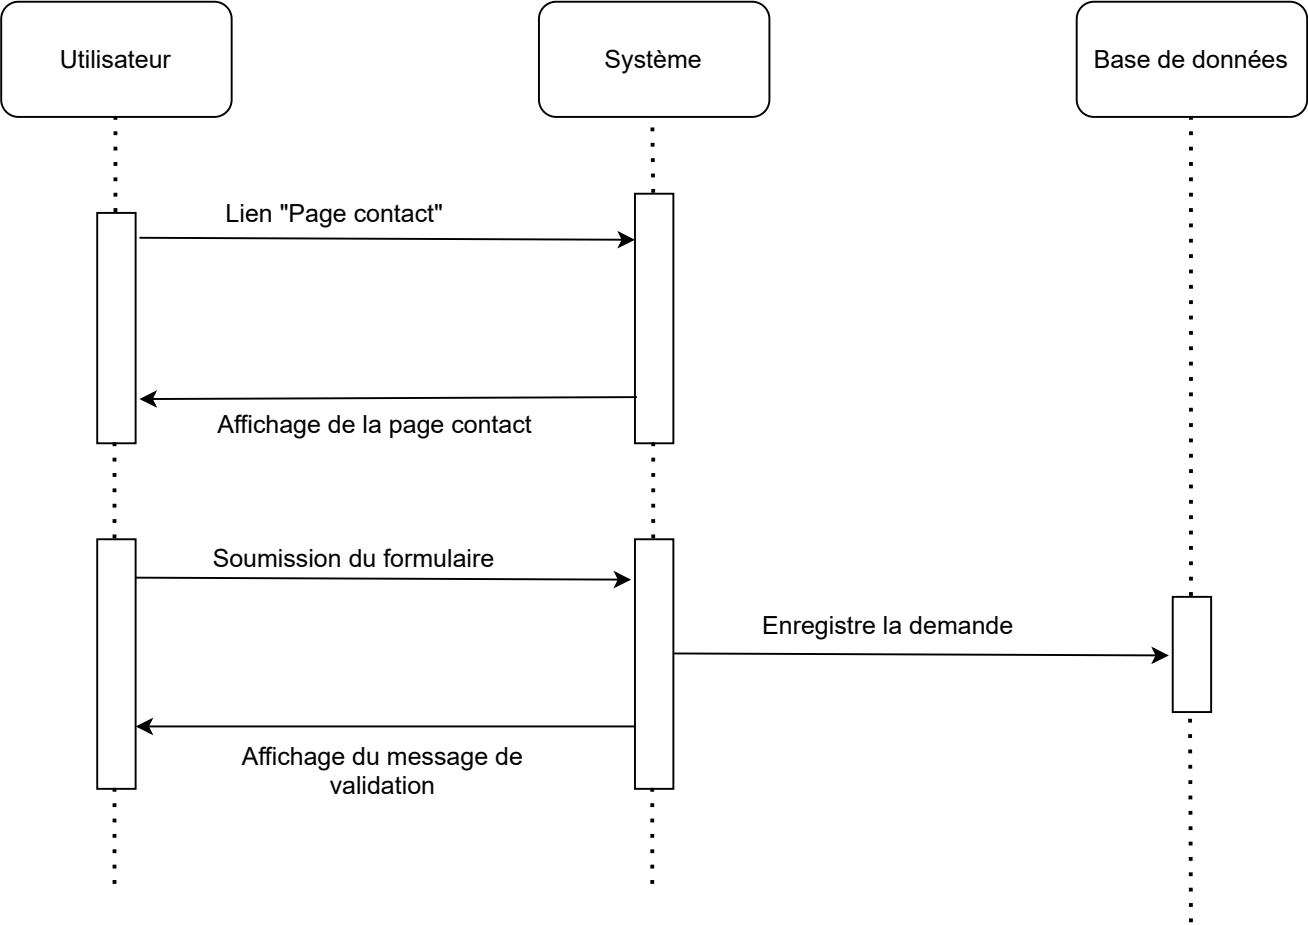 Utilisateur
Système
Base de données
Lien "Page contact"
Affichage de la page contact
Soumission du formulaire
Enregistre la demande
Affichage du message de
validation